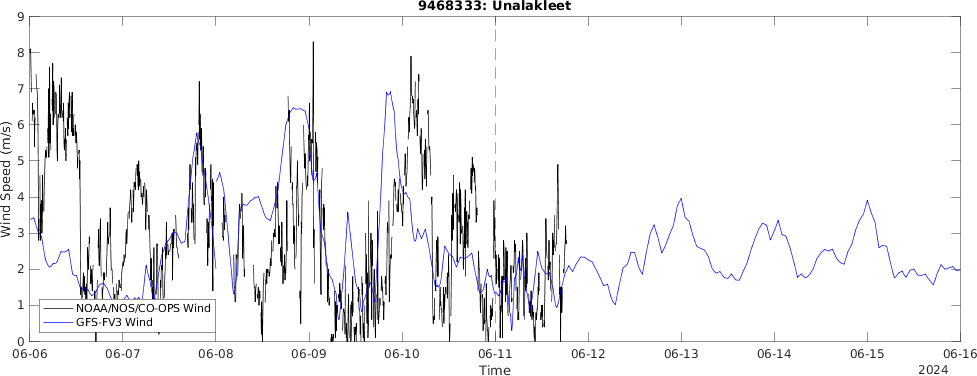 9468333: Unalakleet
Wind Speed (m/s)
9
8
7
6
5
4
3
2
1
0
NOAA/NOS/CO-OPS Wind
GFS-FV3 Wind
06-06 06-07 06-08 06-09 06-10 06-11 06-12 06-13 06-14 06-15 06-16
Time
2024